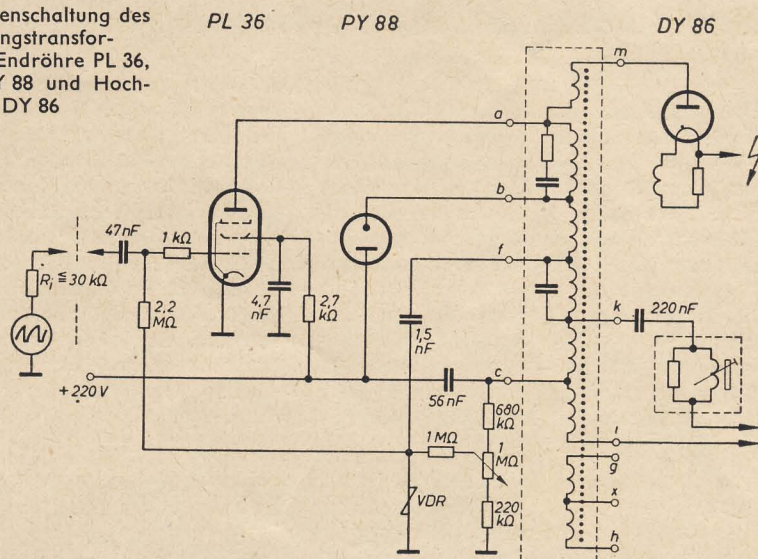 enschaltung des
ngstransfor-
Endröhre PL 36,
Y 88 und Hoch-
DY 86
PL 36
PY 88
DY 86
m
a
b
f
k
220 nF
47nF
1 kΩ
Ri ≦ 30 kΩ
2,2
MΩ
4,7
nF
2,7
kΩ
1,5
nF
+ 220 V
56 nF
c
680
kΩ
1 MΩ
1
MΩ
VDR
220
kΩ
i
g
x
h